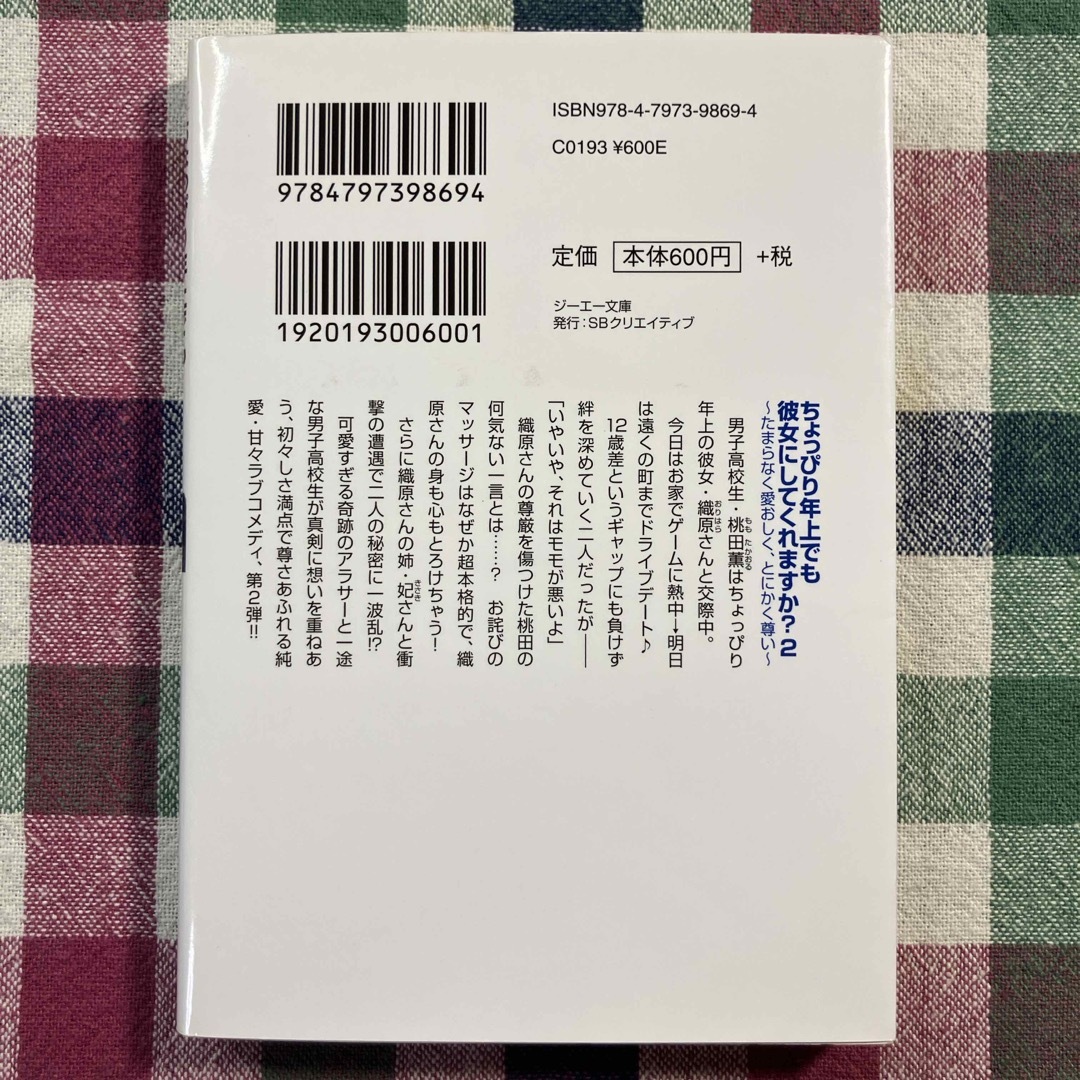 ISBN978-4-7973-9869-4
C0193 ¥600E
9784797398694
定価 本体600円 +税
1920193006001
ジーエー文庫
発行：SBクリエイティブ
ちょっぴり年上でも
彼女にしてくれますか？2
～たまらなく愛おしく、とにかく尊い～
男子高校生・桃田薫はちょっぴり
年上の彼女・織原さんと交際中。
今日はお家でゲームに熱中→明日
は遠くの町までドライブデート♪
12歳差というギャップにも負けず
絆を深めていく二人だったが――
「いやいや、それはモモが悪いよ」
織原さんの尊厳を傷つけた桃田の
何気ない一言とは……？　お詫びの
マッサージはなぜか超本格的で、織
原さんの身も心もとろけちゃう！
さらに織原さんの姉・妃さんと衝
撃の遭遇で二人の秘密に一波乱!?
可愛すぎる奇跡のアラサーと一途
な男子高校生が真剣に想いを重ねあ
う、初々しさ満点で尊さあふれる純
愛・甘々ラブコメディ、第2弾!!